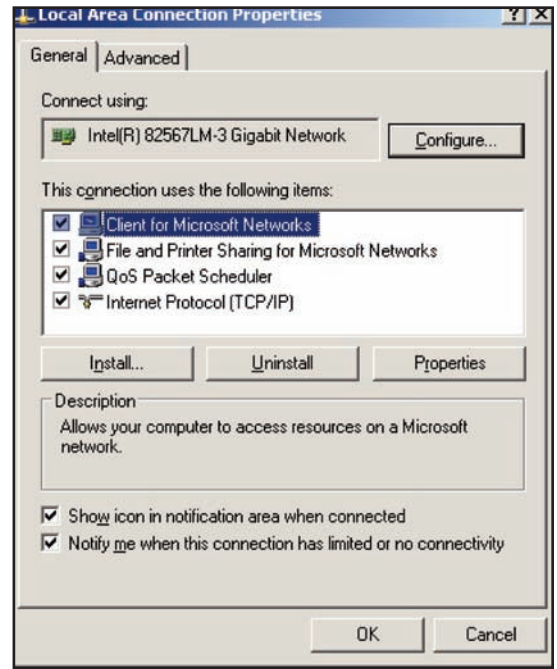 Local Area Connection Properties
General Advanced
Connect using:
Intel(R) 82567LM-3 Gigabit Network Configure...
This connection uses the following items:
Client for Microsoft Networks
File and Printer Sharing for Microsoft Networks
QoS Packet Scheduler
Internet Protocol (TCP/IP)
Install... Uninstall Properties
Description
Allows your computer to access resources on a Microsoft
network.
Show icon in notification area when connected
Notify me when this connection has limited or no connectivity
OK Cancel